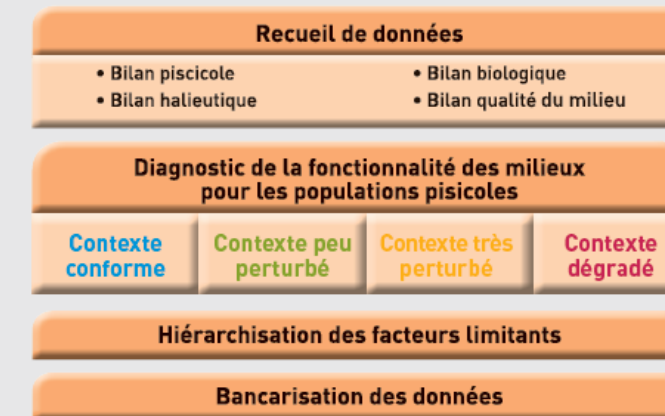 Recueil de données
• Bilan piscicole
• Bilan halieutique
• Bilan biologique
• Bilan qualité du milieu
Diagnostic de la fonctionnalité des milieux
pour les populations pisicoles
Contexte
conforme
Contexte peu
perturbé
Contexte très
perturbé
Contexte
dégradé
Hiérarchisation des facteurs limitants
Bancarisation des données